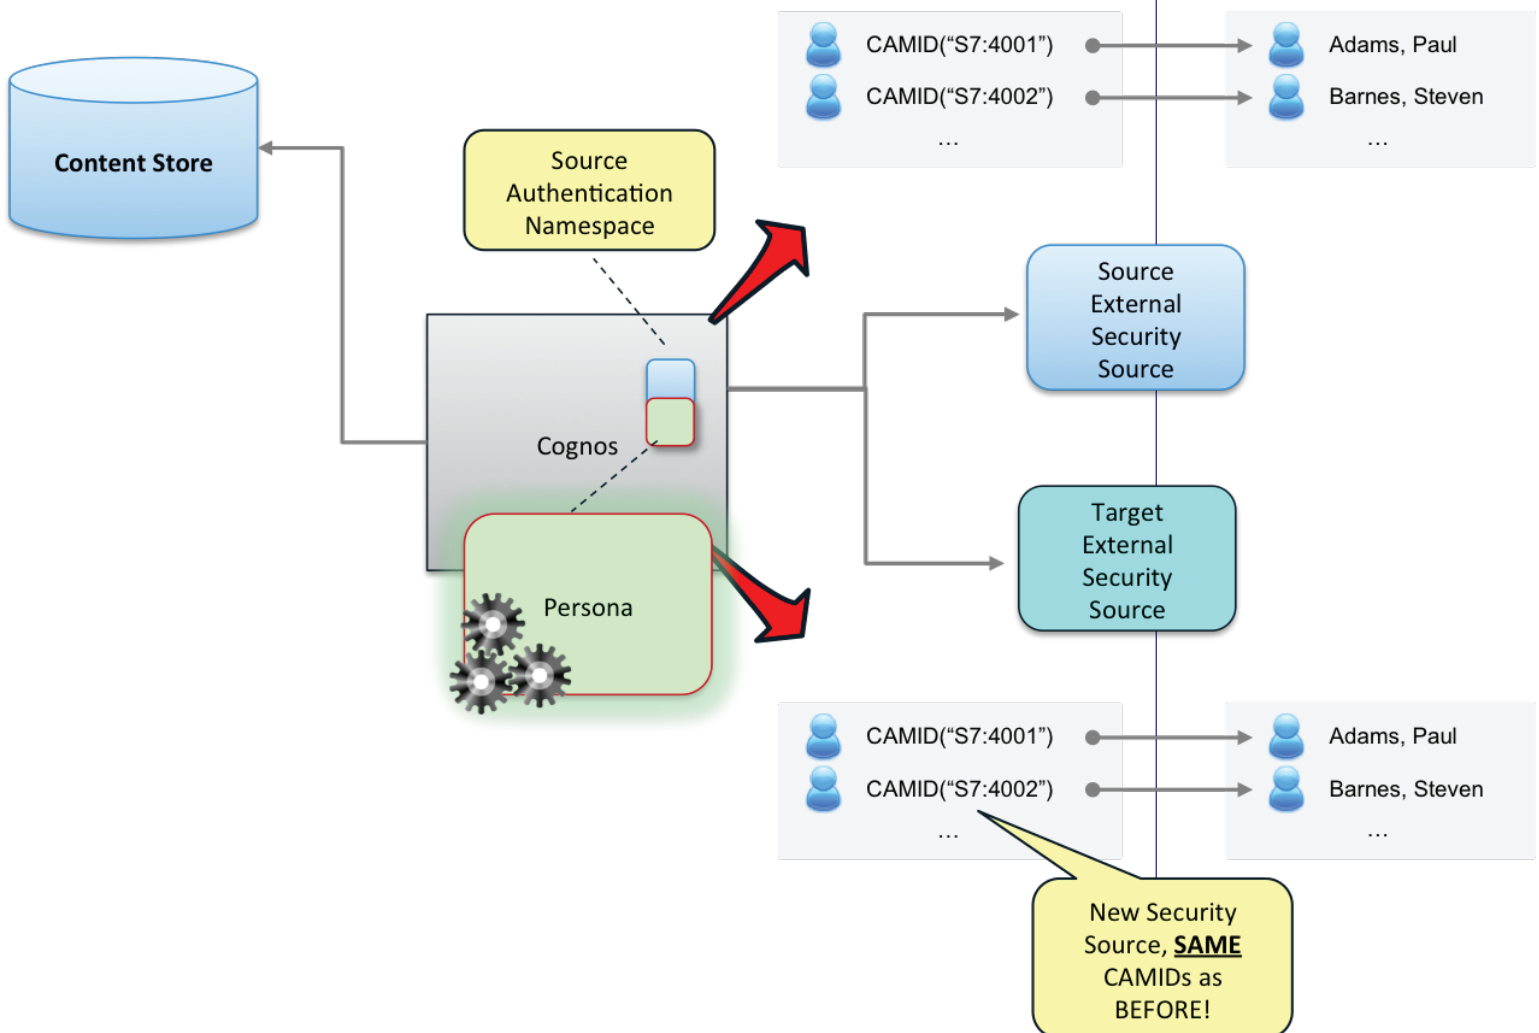 CAMID(“S7:4001”)
Adams, Paul
CAMID(“S7:4002”)
Barnes, Steven
...
...
Content Store
Source
Authentication
Namespace
Source
External
Security
Source
Cognos
Target
External
Security
Source
Persona
CAMID(“S7:4001”)
Adams, Paul
CAMID(“S7:4002”)
Barnes, Steven
...
...
New Security
Source, SAME
CAMIDs as
BEFORE!